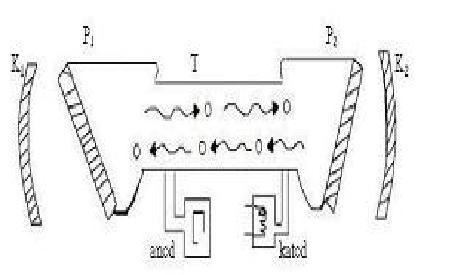 P₁ P₂
K₁ T K₂
anod katod